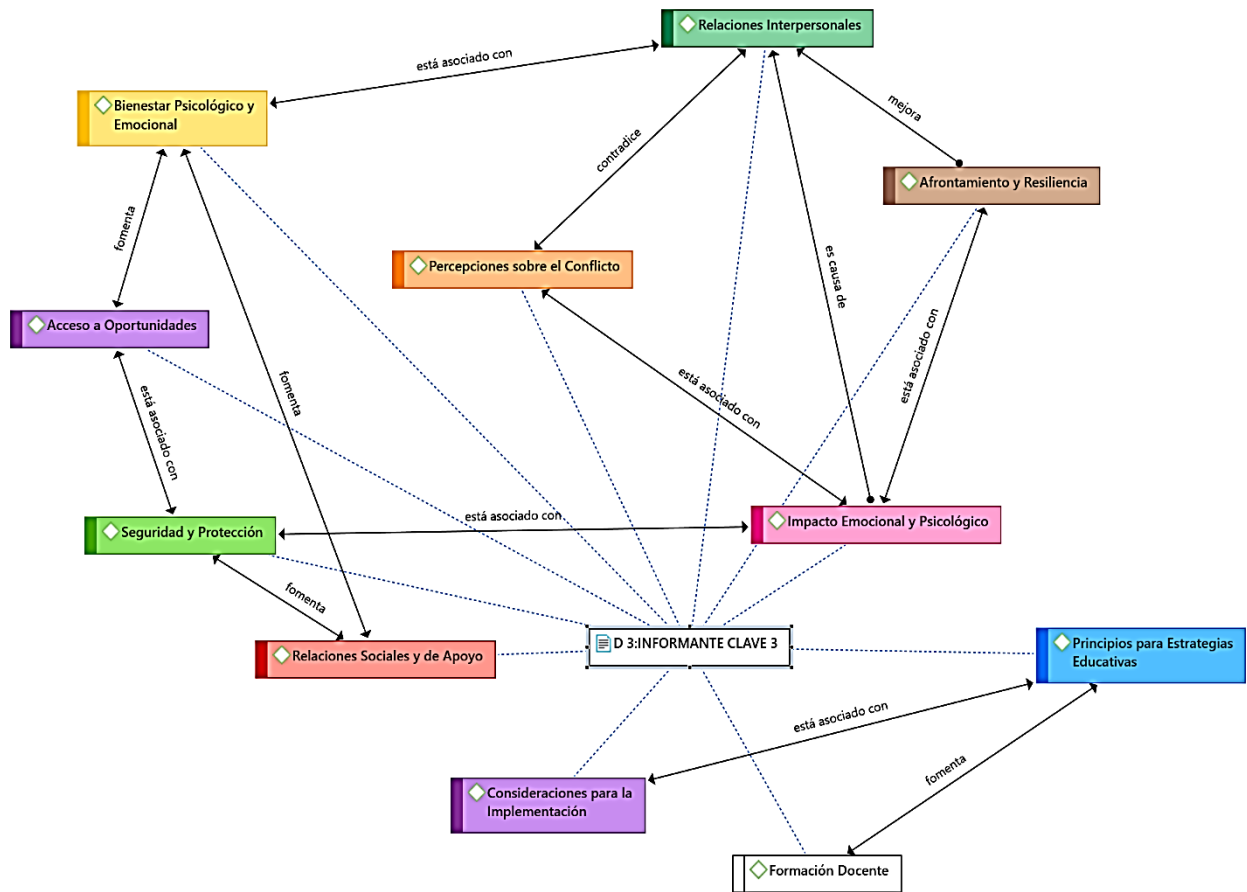 Relaciones Interpersonales
está asociado con
Bienestar Psicológico y
Emocional
mejora
contradice
Afrontamiento y Resiliencia
fomenta
Percepciones sobre el Conflicto
es causa de
Acceso a Oportunidades
está asociado con
fomenta
está asociado con
está asociado con
Seguridad y Protección
está asociado con
Impacto Emocional y Psicológico
fomenta
Relaciones Sociales y de Apoyo
D 3:INFORMANTE CLAVE 3
Principios para Estrategias
Educativas
está asociado con
fomenta
Consideraciones para la
Implementación
Formación Docente